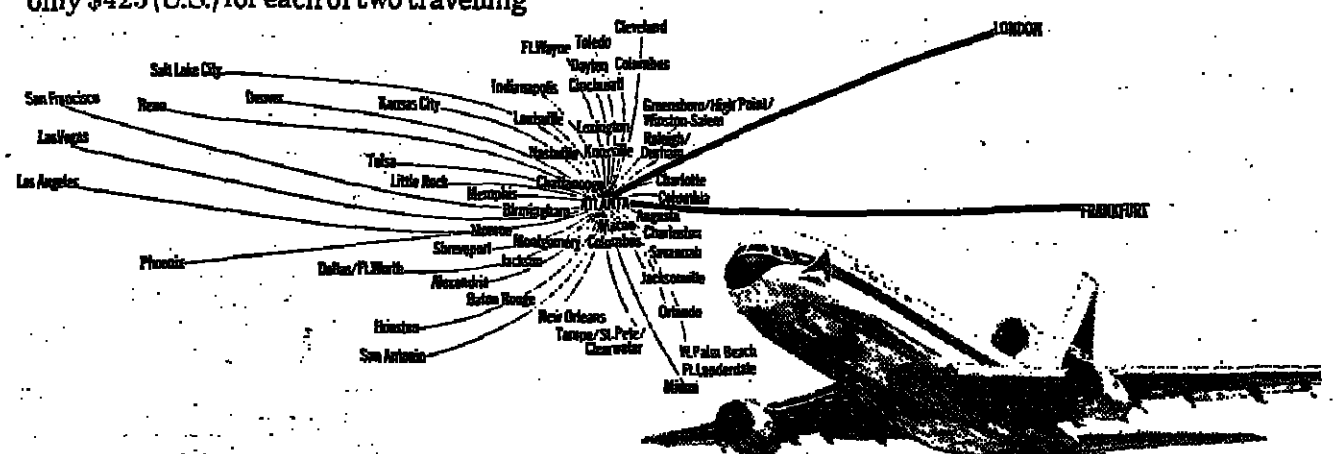 only $425 (U.S.) for each of two travelling
Cleveland
Toledo
Ft.Wayne
Dayton Columbus
Salt Lake City
Indianapolis Cincinnati
San Francisco
Reno
Denver
Kansas City
Greensboro/High Point/
Winston-Salem
Louisville
Lexington
Raleigh/
Durham
Las Vegas
Nashville Knoxville
Tulsa
Los Angeles
Little Rock
Chattanooga
Charlotte
Memphis
Columbia
Birmingham
ATLANTA
Augusta
Macon
Charleston
Monroe
Shreveport
Montgomery
Columbus
Savannah
Phoenix
Dallas/Ft.Worth
Jackson
Alexandria
Jacksonville
Baton Rouge
New Orleans
Orlando
Houston
Tampa/St.Pete/
Clearwater
San Antonio
W.Palm Beach
Ft.Lauderdale
Miami
LONDON
FRANKFURT